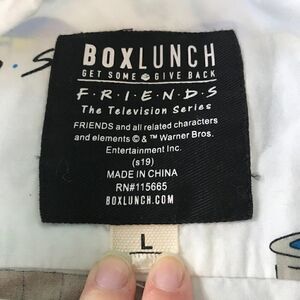 BOXLUNCH
GET SOME GIVE BACK
F·R·I·E·N·D·S
The Television Series
FRIENDS and all related characters
and elements © & ™ Warner Bros.
Entertainment Inc.
(s19)
MADE IN CHINA
RN#115665
BOXLUNCH.COM
L